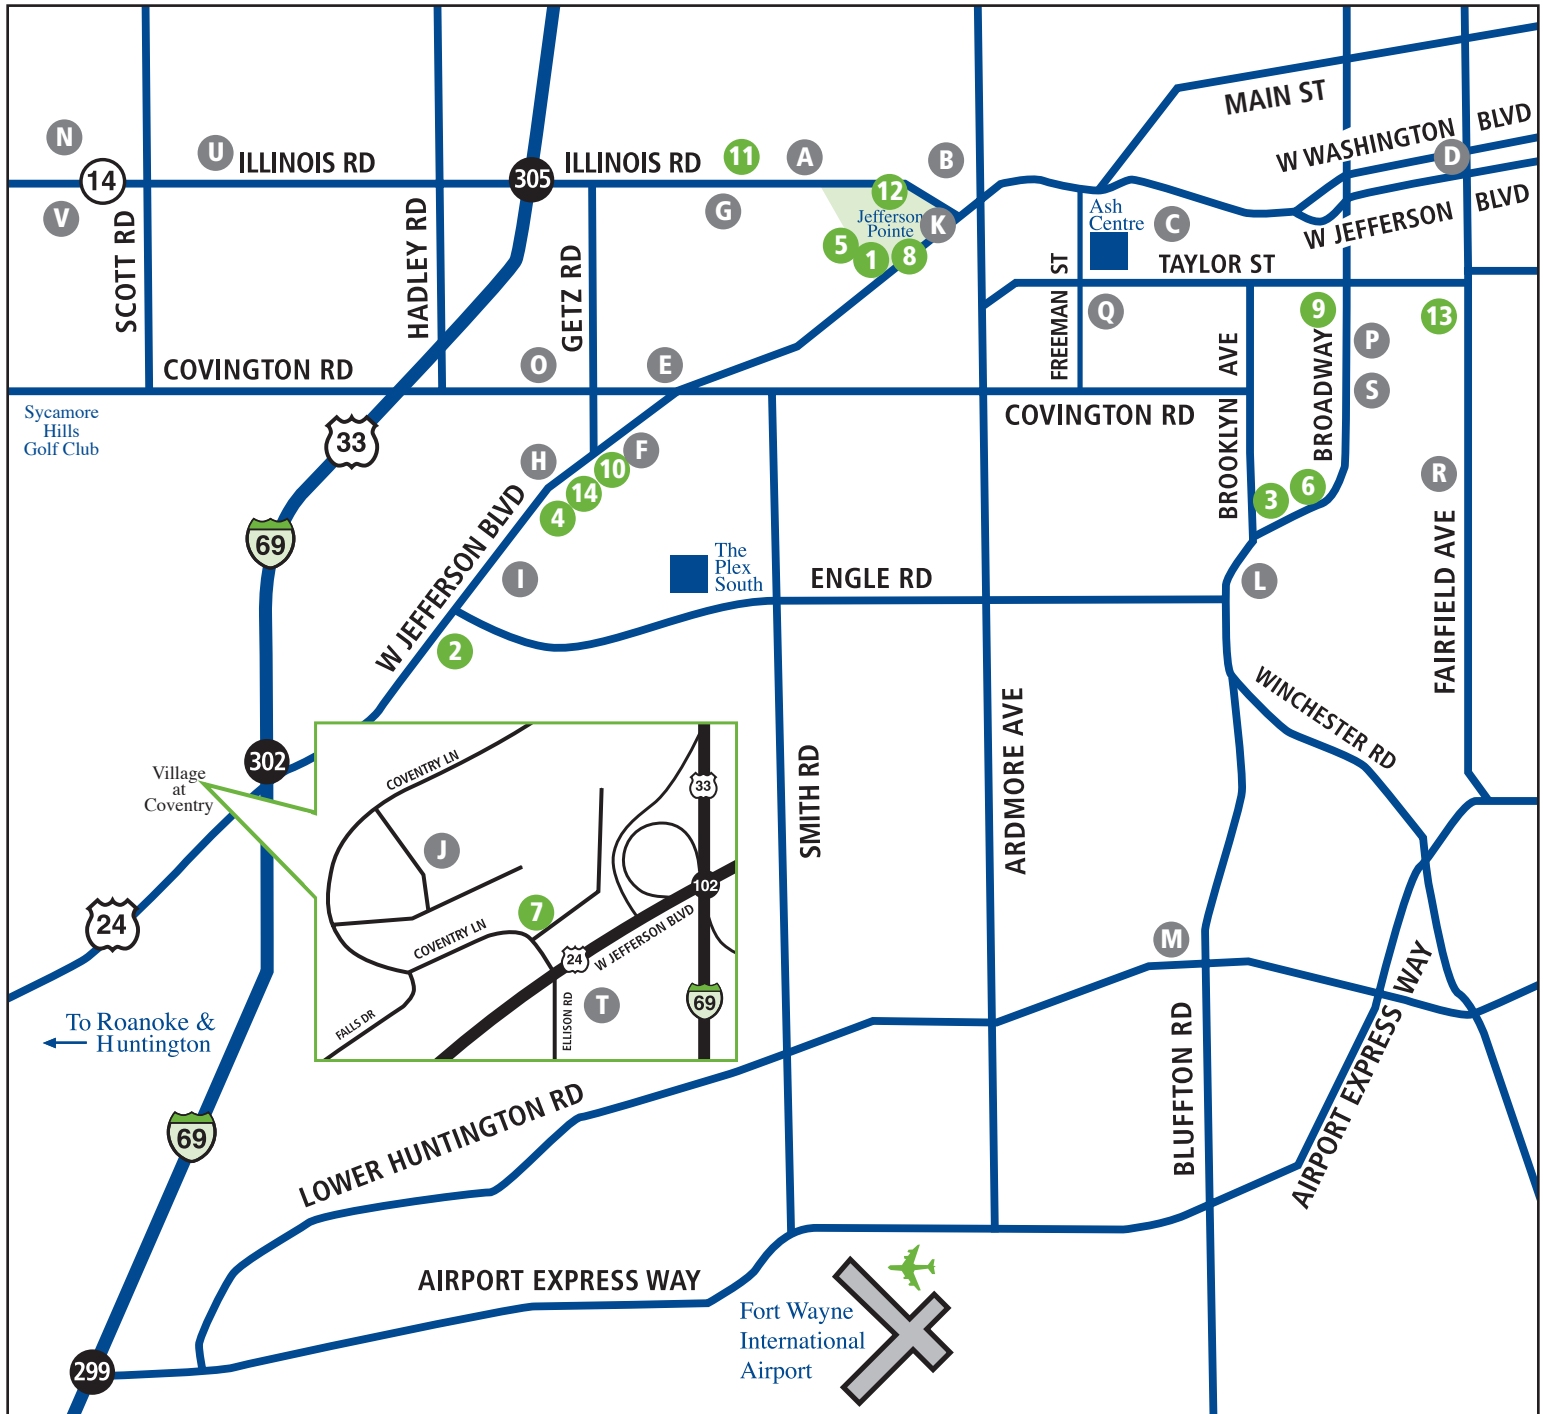 MAIN ST
W WASHINGTON BLVD
W JEFFERSON BLVD
N
U
ILLINOIS RD
305
ILLINOIS RD
11
A
B
D
14
V
G
12
Jefferson
Pointe
K
5
1
8
Ash
Centre
C
TAYLOR ST
SCOTT RD
HADLEY RD
GETZ RD
FREEMAN ST
Q
9
13
P
S
COVINGTON RD
O
E
COVINGTON RD
BROOKLYN AVE
BROADWAY
Sycamore
Hills
Golf Club
33
H
F
10
14
4
3
6
R
69
W JEFFERSON BLVD
I
The
Plex
South
ENGLE RD
L
FAIRFIELD AVE
2
WINCHESTER RD
302
Village
at
Coventry
COVENTRY LN
33
J
102
7
COVENTRY LN
24
W JEFFERSON BLVD
FALLS DR
ELLISON RD
T
69
SMITH RD
ARDMORE AVE
24
M
To Roanoke &
Huntington
BLUFFTON RD
AIRPORT EXPRESS WAY
69
LOWER HUNTINGTON RD
AIRPORT EXPRESS WAY
Fort Wayne
International
Airport
299